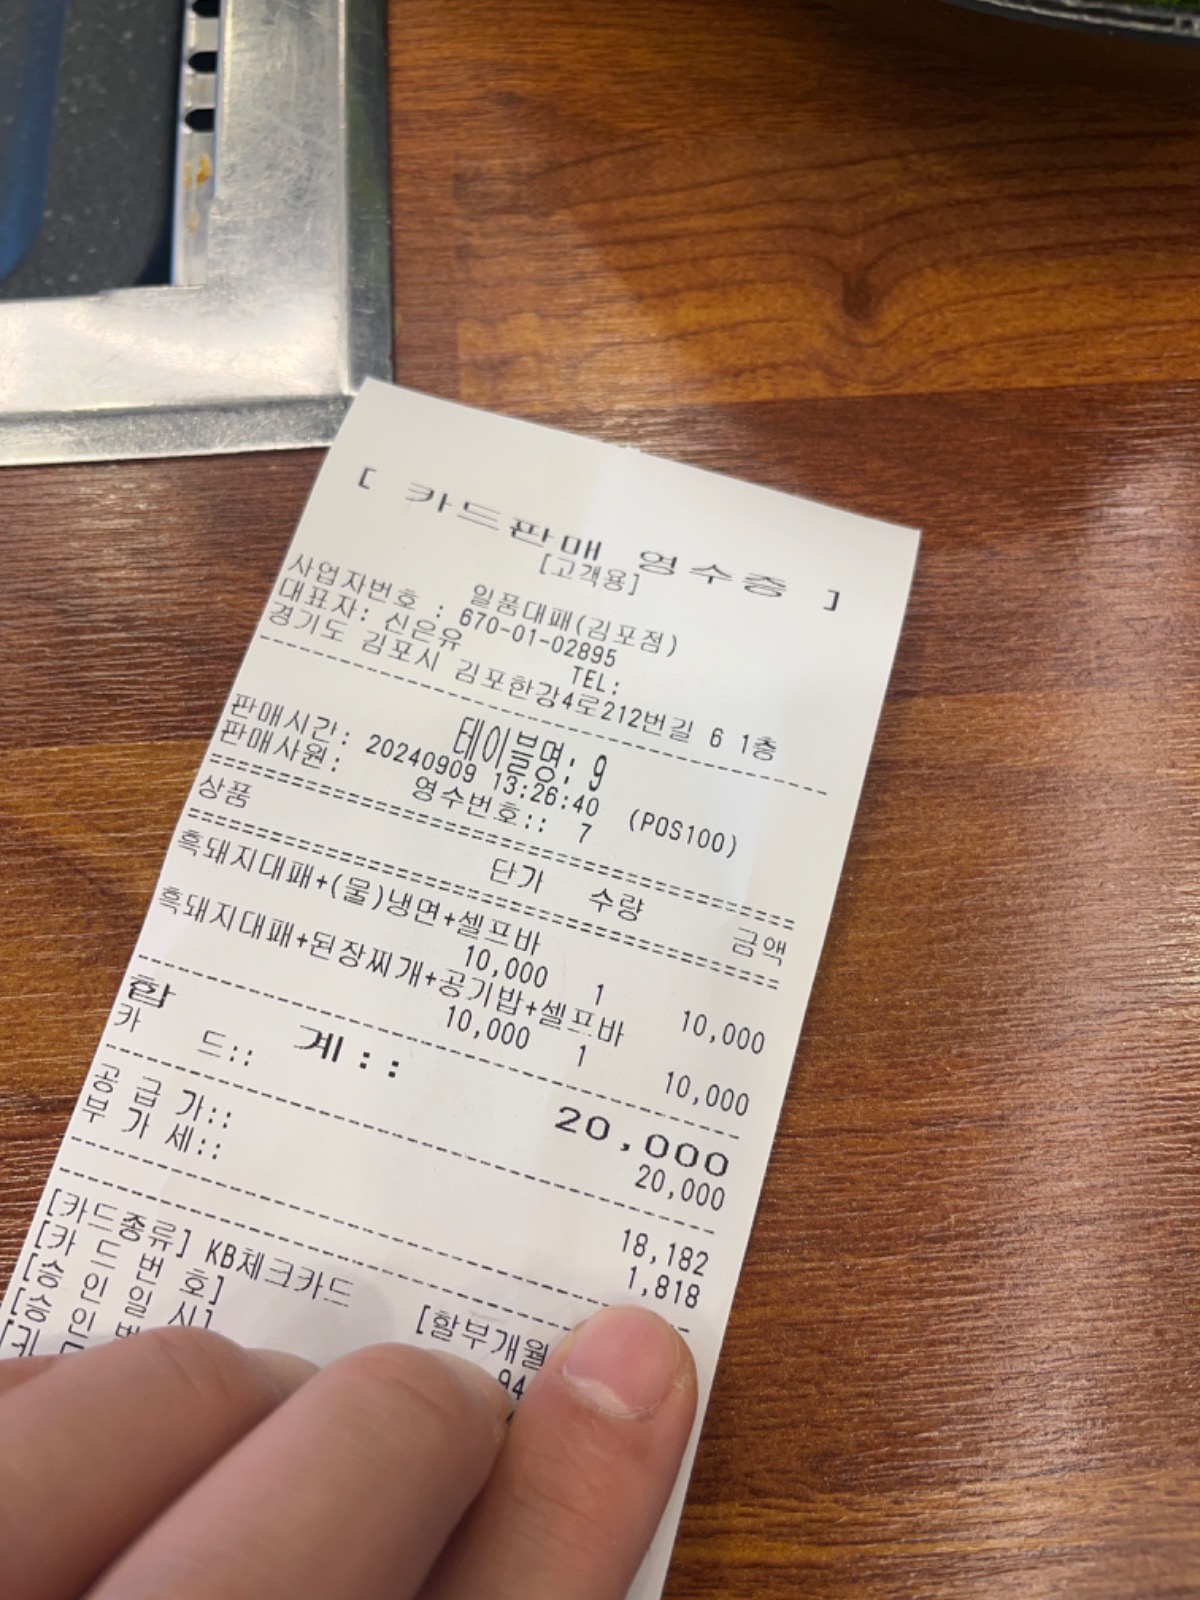 [ 카드판매 영수증 ]
[고객용]
일품대패(김포점)
사업자번호 : 670-01-02895
대표자: 신은유 TEL:
경기도 김포시 김포한강4로212번길 6 1층
테이블명: 9
판매시간: 20240909 13:26:40 (POS100)
판매사원: 영수번호:: 7
상품 단가 수량 금액
흑돼지대패+(물)냉면+셀프바
10,000 1 10,000
흑돼지대패+된장찌개+공기밥+셀프바
10,000 1 10,000
합 계:: 20,000
카 드:: 20,000
공 급 가:: 18,182
부 가 세:: 1,818
[카드종류] KB체크카드
[카 드 번 호] [할부개월
[승 인 일 시] 94
[승 인 번